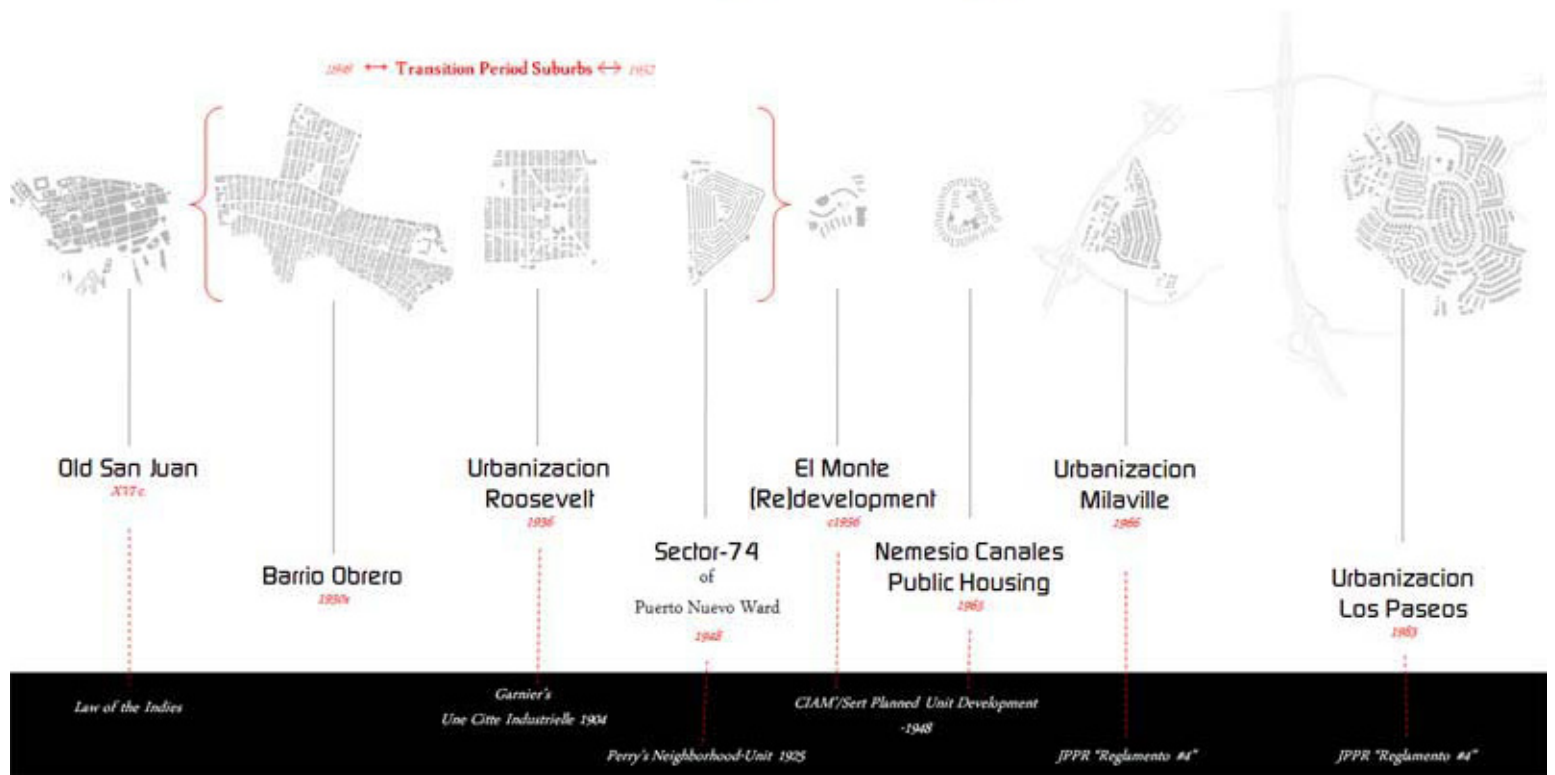 Transition Period Suburbs
Old San Juan
XVI c.
Barrio Obrero
1930s
Urbanizacion
Roosevelt
1936
Sector-74
of
Puerto Nuevo Ward
1948
El Monte
(Re)development
c1956
Nemesio Canales
Public Housing
1963
Urbanizacion
Milaville
1966
Urbanizacion
Los Paseos
1983
Law of the Indies
Garnier's
Une Citte Industrielle 1904
Perry's Neighborhood-Unit 1925
CIAM'/Sert Planned Unit Development
-1948
JPPR "Reglamento #4"
JPPR "Reglamento #4"